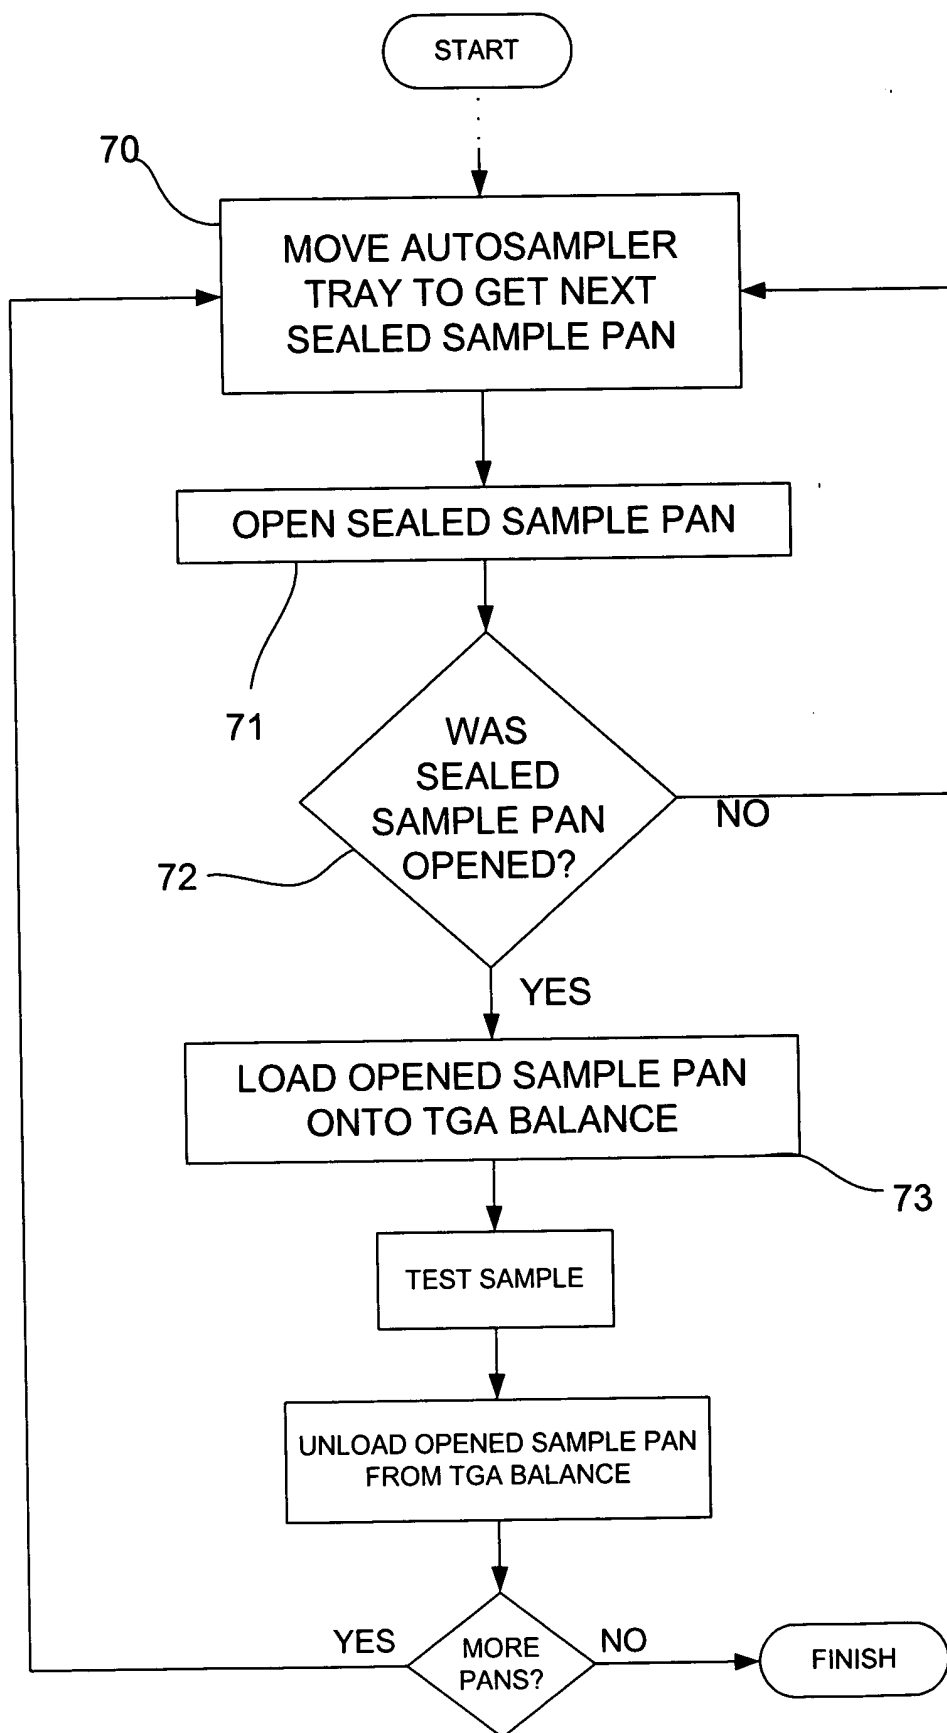 START
70
MOVE AUTOSAMPLER
TRAY TO GET NEXT
SEALED SAMPLE PAN
OPEN SEALED SAMPLE PAN
71
WAS
SEALED
SAMPLE PAN
OPENED?
NO
72
YES
LOAD OPENED SAMPLE PAN
ONTO TGA BALANCE
73
TEST SAMPLE
UNLOAD OPENED SAMPLE PAN
FROM TGA BALANCE
YES
MORE
PANS?
NO
FINISH